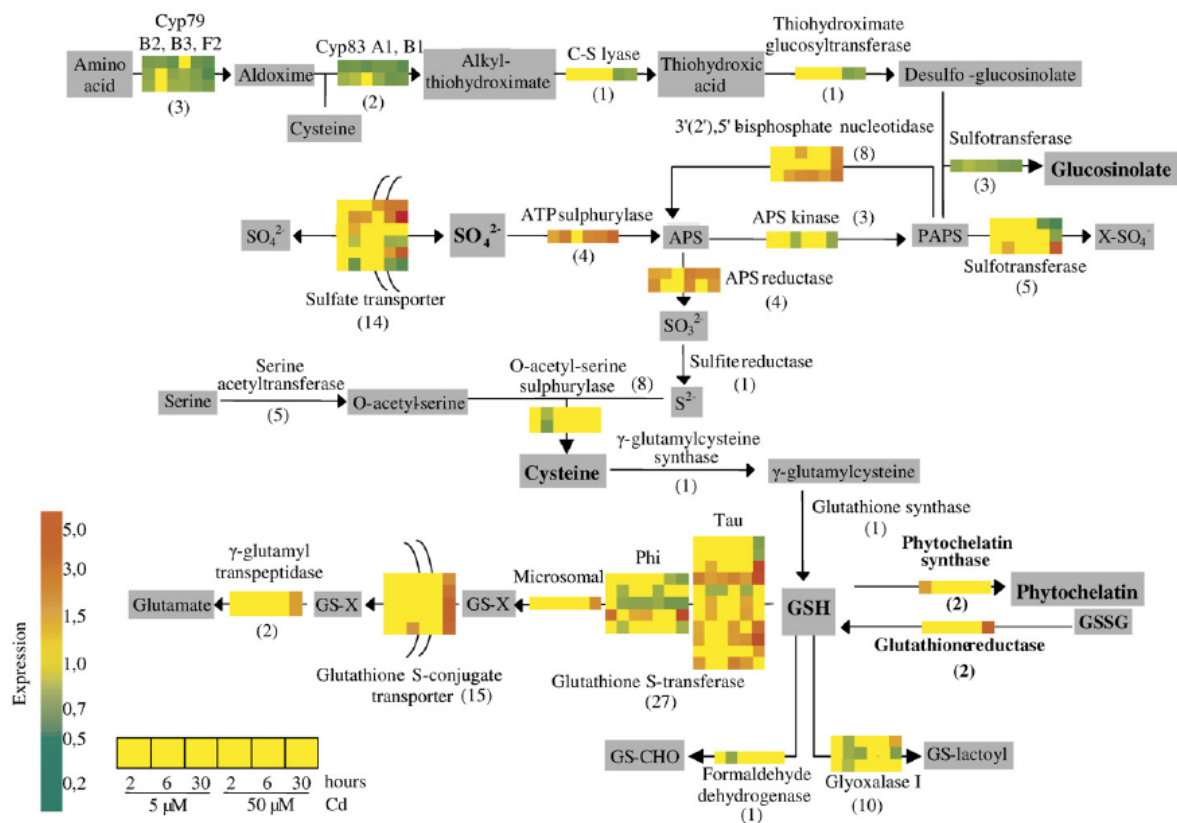 Cyp79
B2, B3, F2
Amino
acid
(3)
Aldoxime
Cyp83 A1, B1
(2)
Cysteine
Alkyl-
thiohydroximate
C-S lyase
(1)
Thiohydroxic
acid
Thiohydroximate
glucosyltransferase
(1)
Desulfo -glucosinolate
3'(2'),5' bisphosphate nucleotidase
(8)
Sulfotransferase
(3)
Glucosinolate
SO₄²⁻
Sulfate transporter
(14)
SO₄²⁻
ATP sulphurylase
(4)
APS
APS kinase
(3)
PAPS
Sulfotransferase
(5)
X-SO₄⁻
APS reductase
(4)
SO₃²⁻
Sulfite reductase
(1)
S²⁻
Serine
Serine
acetyltransferase
(5)
O-acetyl-serine
O-acetyl-serine
sulphurylase
(8)
Cysteine
γ-glutamylcysteine
synthase
(1)
γ-glutamylcysteine
Glutathione synthase
(1)
Expression
5,0
3,0
1,5
1,0
0,7
0,5
0,2
Glutamate
γ-glutamyl
transpeptidase
(2)
GS-X
Glutathione S-conjugate
transporter (15)
GS-X
Microsomal
Phi
Tau
Glutathione S-transferase
(27)
GSH
Phytochelatin
synthase
(2)
Phytochelatin
GSSG
Glutathione reductase
(2)
GS-CHO
Formaldehyde
dehydrogenase
(1)
Glyoxalase I
(10)
GS-lactoyl
2 6 30 2 6 30 hours
5 μM 50 μM Cd